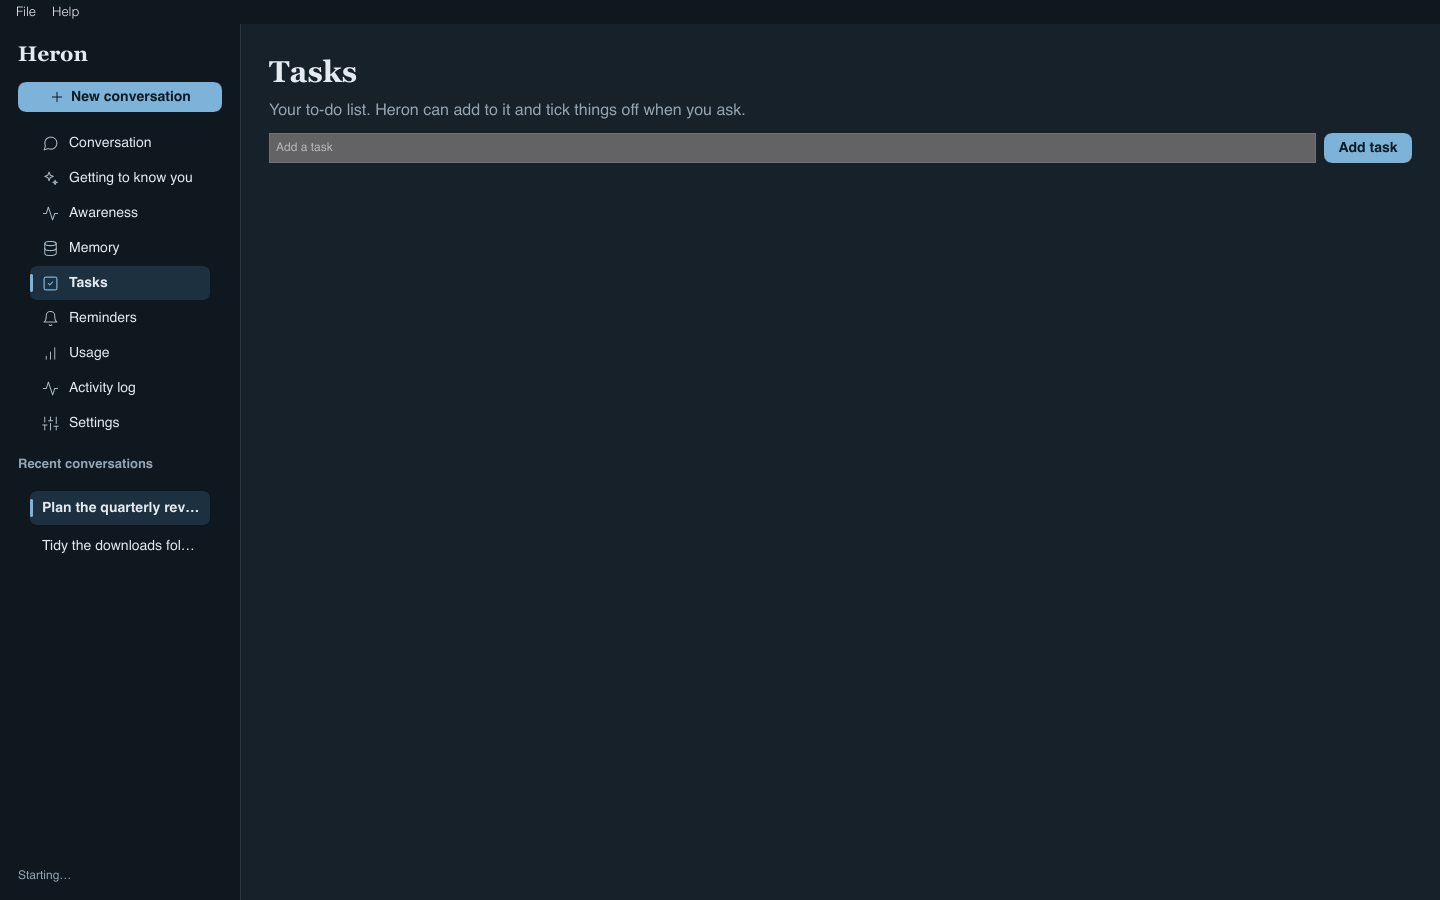 File Help
Heron
New conversation
Conversation
Getting to know you
Awareness
Memory
Tasks
Reminders
Usage
Activity log
Settings
Recent conversations
Plan the quarterly rev…
Tidy the downloads fol…
Starting…
Tasks
Your to-do list. Heron can add to it and tick things off when you ask.
Add a task
Add task